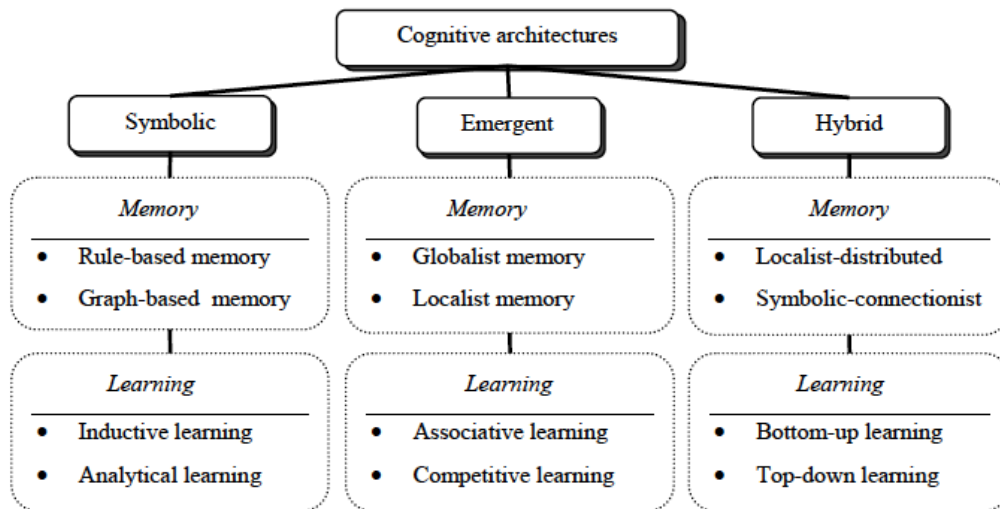 Cognitive architectures
Symbolic
Emergent
Hybrid
Memory
• Rule-based memory
• Graph-based memory
Memory
• Globalist memory
• Localist memory
Memory
• Localist-distributed
• Symbolic-connectionist
Learning
• Inductive learning
• Analytical learning
Learning
• Associative learning
• Competitive learning
Learning
• Bottom-up learning
• Top-down learning